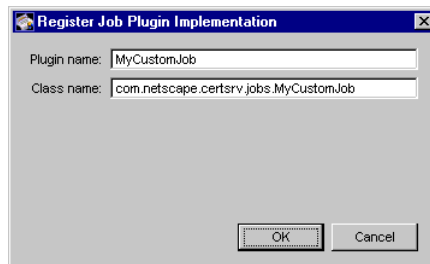 Register Job Plugin Implementation
Plugin name: MyCustomJob
Class name: com.netscape.certsrv.jobs.MyCustomJob
OK Cancel